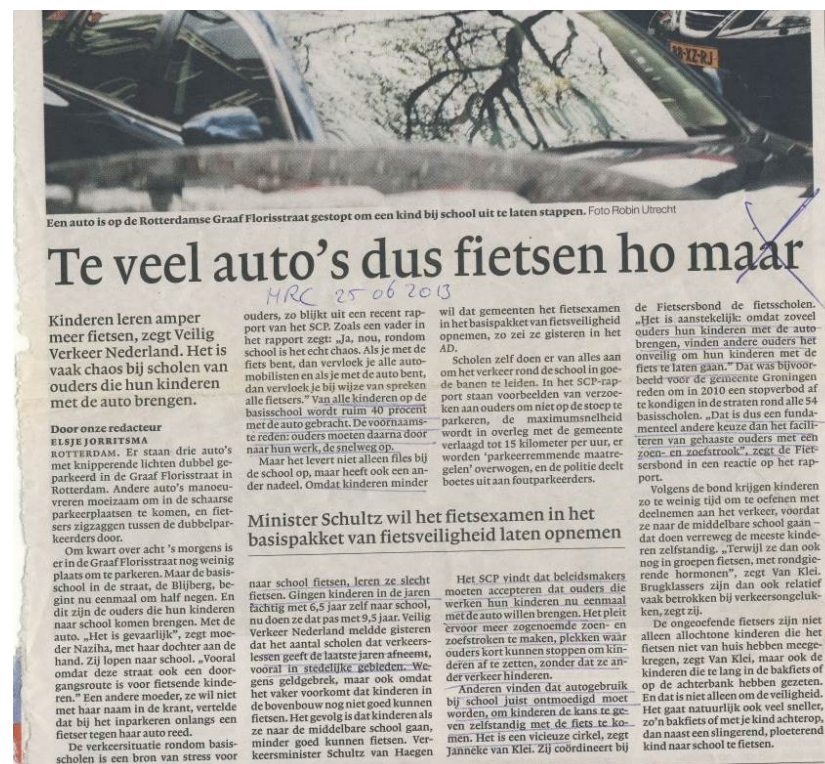 88-XZ-RJ
Een auto is op de Rotterdamse Graaf Florisstraat gestopt om een kind bij school uit te laten stappen. Foto Robin Utrecht
Te veel auto's dus fietsen ho maar
25 06 2013
Kinderen leren amper
meer fietsen, zegt Veilig
Verkeer Nederland. Het is
vaak chaos bij scholen van
ouders die hun kinderen
met de auto brengen.
Door onze redacteur
ELSJE JORRITSMA
ROTTERDAM. Er staan drie auto's
met knipperende lichten dubbel ge-
parkeerd in de Graaf Florisstraat in
Rotterdam. Andere auto's manoeu-
vreren moeizaam om in de schaarse
parkeerplaatsen te komen, en fiet-
sers zigzaggen tussen de dubbelpar-
keerders door.
Om kwart over acht 's morgens is
er in de Graaf Florisstraat nog weinig
plaats om te parkeren. Maar de basis-
school in de straat, de Blijberg, be-
gint nu eenmaal om half negen. En
dit zijn de ouders die hun kinderen
naar school komen brengen. Met de
auto. „Het is gevaarlijk”, zegt moe-
der Naziha, met haar dochter aan de
hand. Zij lopen naar school. „Vooral
omdat deze straat ook een door-
gangsroute is voor fietsende kinde-
ren.” Een andere moeder, ze wil niet
met haar naam in de krant, vertelde
dat bij het inparkeren onlangs een
fietser tegen haar auto reed.
De verkeersituatie rondom basis-
scholen is een bron van stress voor
ouders, zo blijkt uit een recent rap-
port van het SCP. Zoals een vader in
het rapport zegt: „Ja, nou, rondom
school is het echt chaos. Als je met de
fiets bent, dan vervloek je alle auto-
mobilisten en als je met de auto bent,
dan vervloek je bij wijze van spreken
alle fietsers.” Van alle kinderen op de
basisschool wordt ruim 40 procent
met de auto gebracht. De voornaams-
te reden: ouders moeten daarna door
naar hun werk, de snelweg op.
Maar het levert niet alleen files bij
de school op, maar heeft ook een an-
der nadeel. Omdat kinderen minder
Minister Schultz wil het fietsexamen in het
basispakket van fietsveiligheid laten opnemen
naar school fietsen, leren ze slecht
fietsen. Gingen kinderen in de jaren
tachtig met 6,5 jaar zelf naar school,
nu doen ze dat pas met 9,5 jaar. Veilig
Verkeer Nederland meldde gisteren
dat het aantal scholen dat verkeers-
lessen geeft de laatste jaren afneemt,
vooral in stedelijke gebieden. We-
gens geldgebrek, maar ook omdat
het vaker voorkomt dat kinderen in
de bovenbouw nog niet goed kunnen
fietsen. Het gevolg is dat kinderen als
ze naar de middelbare school gaan,
minder goed kunnen fietsen. Ver-
keersminister Schultz van Haegen
wil dat gemeenten het fietsexamen
in het basispakket van fietsveiligheid
opnemen, zo zei ze gisteren in het
AD.
Scholen zelf doen er van alles aan
om het verkeer rond de school in goe-
de banen te leiden. In het SCP-rap-
port staan voorbeelden van verzoe-
ken aan ouders om niet op de stoep te
parkeren, de maximumsnelheid
wordt in overleg met de gemeente
verlaagd tot 15 kilometer per uur, er
worden 'parkeerremmende maatre-
gelen' overwogen, en de politie deelt
boetes uit aan foutparkeerders.
Het SCP vindt dat beleidsmakers
moeten accepteren dat ouders die
werken hun kinderen nu eenmaal
met de auto willen brengen. Het pleit
ervoor meer zogenoemde zoen- en
zoefstroken te maken, plekken waar
ouders kort kunnen stoppen om kin-
deren af te zetten, zonder dat ze an-
der verkeer hinderen.
Anderen vinden dat autogebruik
bij school juist ontmoedigd moet
worden, om kinderen de kans te ge-
ven zelfstandig met de fiets te ko-
men. Het is een vicieuze cirkel, zegt
Janneke van Klei. Zij coördineert bij
de Fietsersbond de fietsscholen.
„Het is aanstekelijk: omdat zoveel
ouders hun kinderen met de auto
brengen, vinden andere ouders het
onveilig om hun kinderen met de
fiets te laten gaan.” Dat was bijvoor-
beeld voor de gemeente Groningen
reden om in 2010 een stopverbod af
te kondigen in de straten rond alle 54
basisscholen. „Dat is dus een funda-
menteel andere keuze dan het facili-
teren van gehaaste ouders met een
zoen- en zoefstrook”, zegt de Fiet-
sersbond in een reactie op het rap-
port.
Volgens de bond krijgen kinderen
zo te weinig tijd om te oefenen met
deelnemen aan het verkeer, voordat
ze naar de middelbare school gaan –
dat doen verreweg de meeste kinde-
ren zelfstandig. „Terwijl ze dan ook
nog in groepen fietsen, met rondgie-
rende hormonen”, zegt Van Klei.
Brugklassers zijn dan ook relatief
vaak betrokken bij verkeersongeluk-
ken, zegt zij.
De ongeoefende fietsers zijn niet
alleen allochtone kinderen die het
fietsen niet van huis hebben meege-
kregen, zegt Van Klei, maar ook de
kinderen die te lang in de bakfiets of
op de achterbank hebben gezeten.
En dat is niet alleen om de veiligheid.
Het gaat natuurlijk ook veel sneller,
zo'n bakfiets of met je kind achterop,
dan naast een slingerend, ploeterend
kind naar school te fietsen.